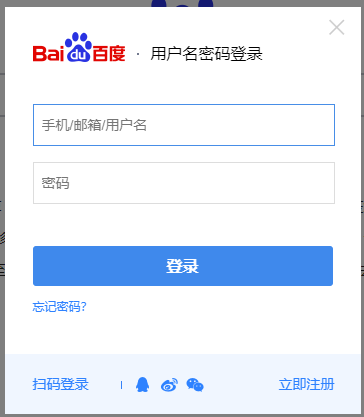 Bai du 百度 · 用户名密码登录
手机/邮箱/用户名
密码
登录
忘记密码?
扫码登录 | 立即注册